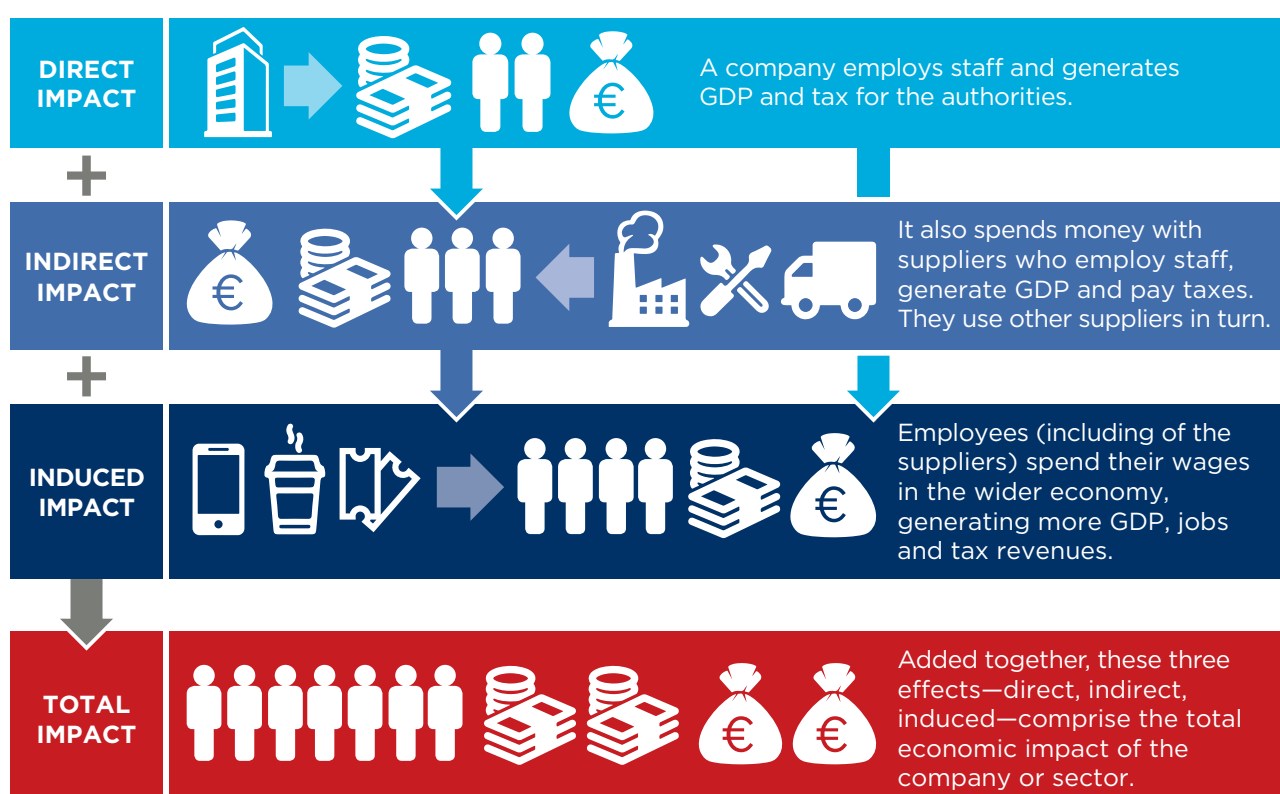 DIRECT
IMPACT
€
A company employs staff and generates
GDP and tax for the authorities.
+
INDIRECT
IMPACT
€
It also spends money with
suppliers who employ staff,
generate GDP and pay taxes.
They use other suppliers in turn.
+
INDUCED
IMPACT
€
Employees (including of the
suppliers) spend their wages
in the wider economy,
generating more GDP, jobs
and tax revenues.
TOTAL
IMPACT
€ €
Added together, these three
effects—direct, indirect,
induced—comprise the total
economic impact of the
company or sector.